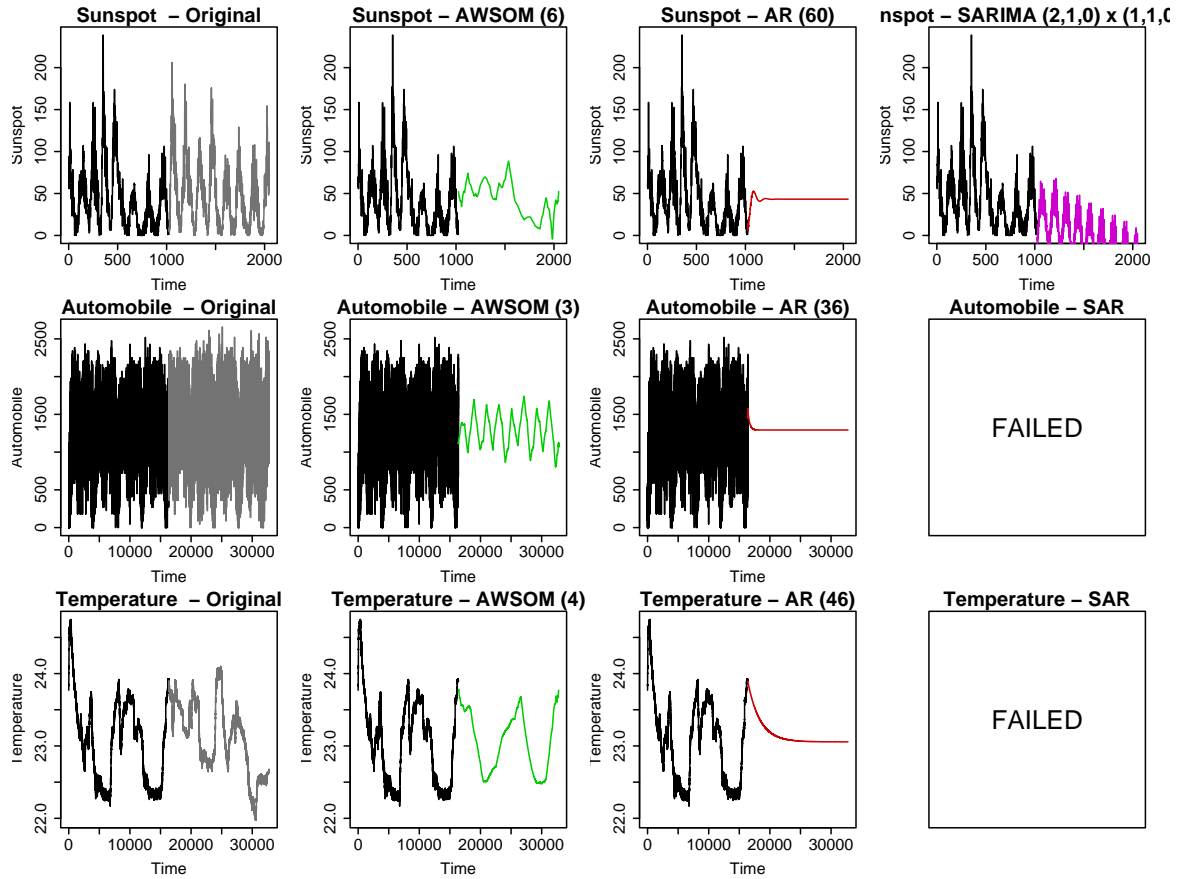 Sunspot – Original
Sunspot – AWSOM (6)
Sunspot – AR (60)
nspot – SARIMA (2,1,0) x (1,1,0
Sunspot
0
50
100
150
200
0
500
1000
2000
Time
Sunspot
0
50
100
150
200
0
500
1000
2000
Time
Sunspot
0
50
100
150
200
0
500
1000
2000
Time
Sunspot
0
50
100
150
200
0
500
1000
2000
Time
Automobile – Original
Automobile – AWSOM (3)
Automobile – AR (36)
Automobile – SAR
Automobile
0
500
1500
2500
0
10000
20000
30000
Time
Automobile
0
500
1500
2500
0
10000
20000
30000
Time
Automobile
0
500
1500
2500
0
10000
20000
30000
Time
FAILED
Temperature – Original
Temperature – AWSOM (4)
Temperature – AR (46)
Temperature – SAR
Temperature
22.0
23.0
24.0
0
10000
20000
30000
Time
Temperature
22.0
23.0
24.0
0
10000
20000
30000
Time
Temperature
22.0
23.0
24.0
0
10000
20000
30000
Time
FAILED